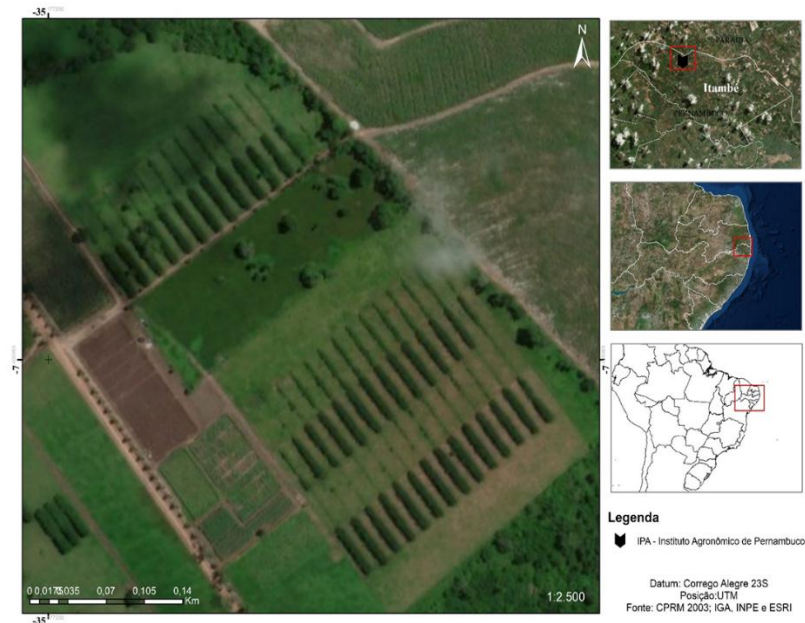 -35
N
-7
-7
0 0,0175 0,035 0,07 0,105 0,14
Km
1:2.500
-35
PARAIBA
Itambé
PERNAMBUCO
Legenda
IPA - Instituto Agronômico de Pernambuco
Datum: Corrego Alegre 23S
Posição:UTM
Fonte: CPRM 2003; IGA, INPE e ESRI